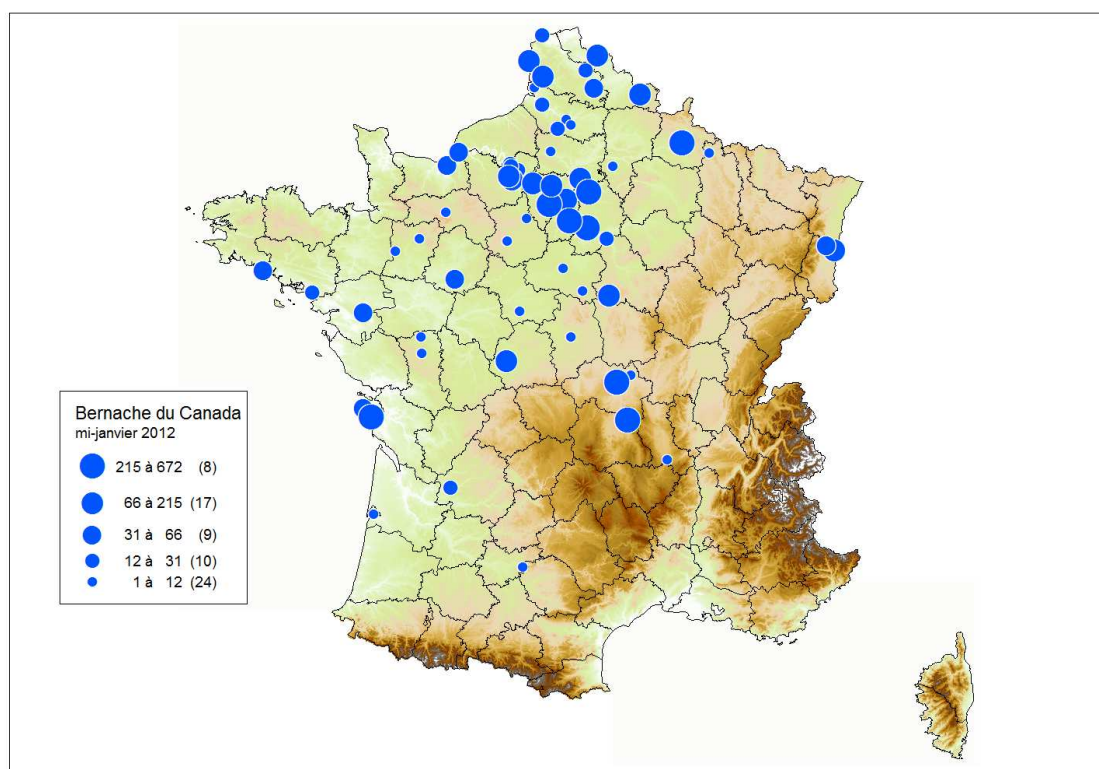 Bernache du Canada
mi-janvier 2012
215 à 672 (8)
66 à 215 (17)
31 à 66 (9)
12 à 31 (10)
1 à 12 (24)